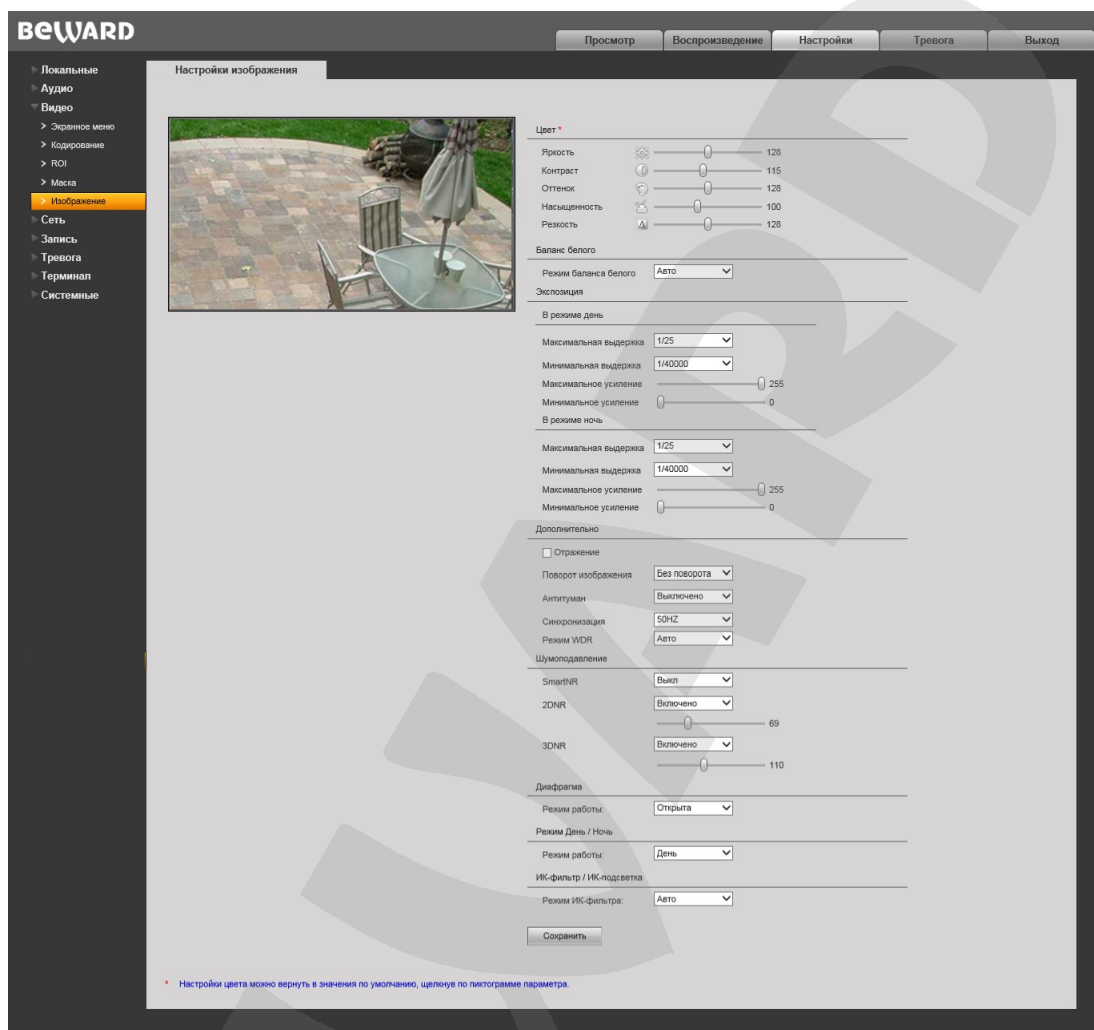 BEWARD
Просмотр Воспроизведение Настройки Тревога Выход
Локальные
Аудио
Видео
Экранное меню
Кодирование
ROI
Маска
Изображение
Сеть
Запись
Тревога
Терминал
Системные
Настройки изображения
Цвет *
Яркость 128
Контраст 115
Оттенок 128
Насыщенность 100
Резкость 128
Баланс белого
Режим баланса белого Авто
Экспозиция
В режиме день
Максимальная выдержка 1/25
Минимальная выдержка 1/40000
Максимальное усиление 255
Минимальное усиление 0
В режиме ночь
Максимальная выдержка 1/25
Минимальная выдержка 1/40000
Максимальное усиление 255
Минимальное усиление 0
Дополнительно
Отражение
Поворот изображения Без поворота
Антитуман Выключено
Синхронизация 50HZ
Режим WDR Авто
Шумоподавление
SmartNR Выкл
2DNR Включено
69
3DNR Включено
110
Диафрагма
Режим работы: Открыта
Режим День / Ночь
Режим работы: День
ИК-фильтр / ИК-подсветка
Режим ИК-фильтра: Авто
Сохранить
* Настройки цвета можно вернуть в значения по умолчанию, щелкнув по пиктограмме параметра.